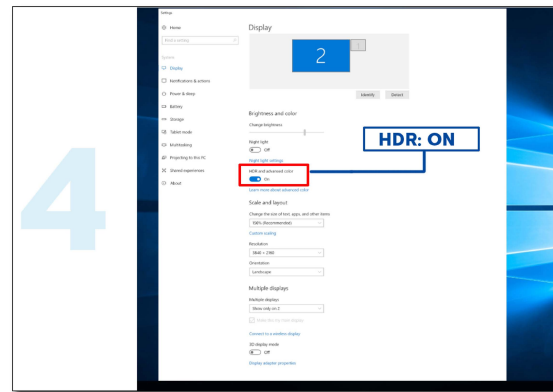 Settings
Home
Find a setting
System
Display
Notifications & actions
Power & sleep
Battery
Storage
Tablet mode
Multitasking
Projecting to this PC
Shared experiences
About
4
Display
2
1
Identify
Detect
Brightness and color
Change brightness
Night light
Off
Night light settings
HDR and advanced color
On
Learn more about advanced color
HDR: ON
Scale and layout
Change the size of text, apps, and other items
100% (Recommended)
Custom scaling
Resolution
3840 × 2160
Orientation
Landscape
Multiple displays
Multiple displays
Show only on 2
Make this my main display
Connect to a wireless display
3D display mode
Off
Display adapter properties